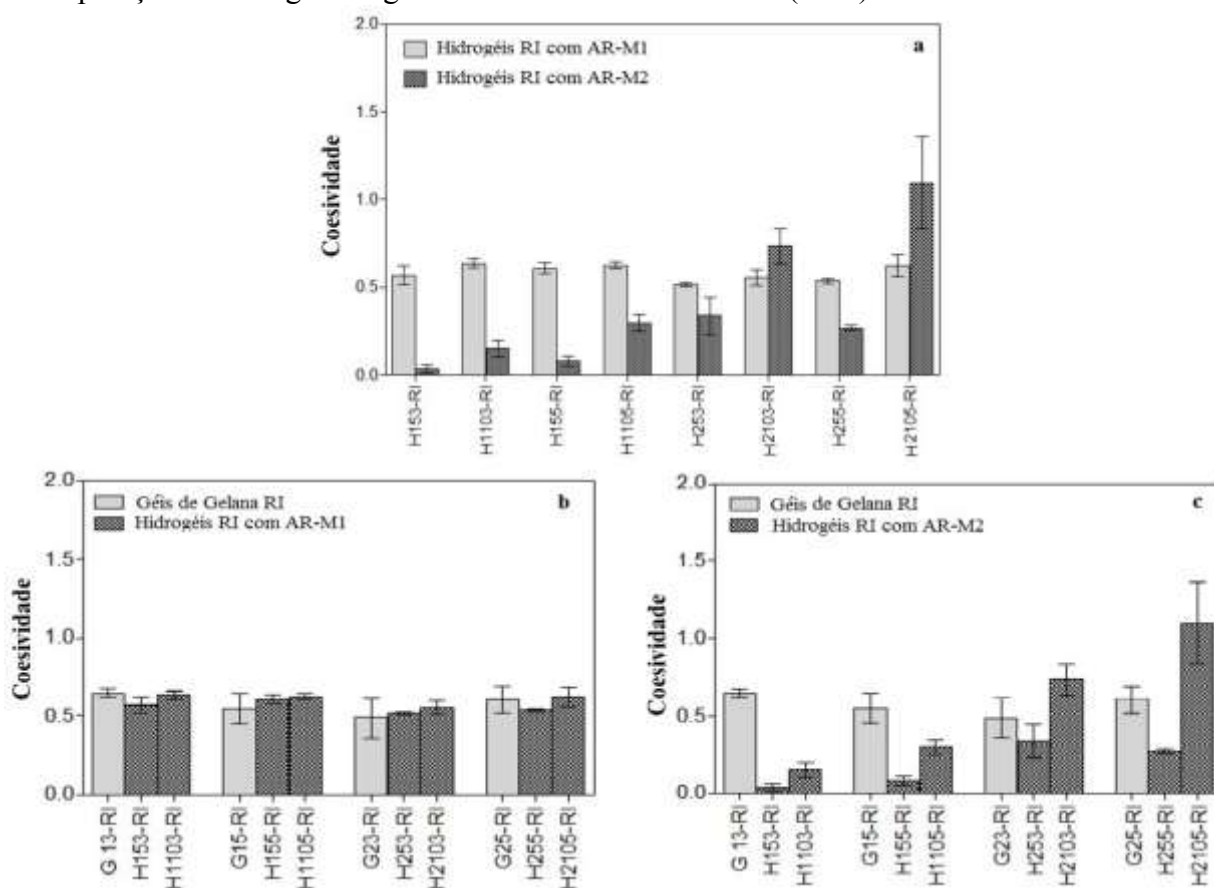 2.0
a
Hidrogéis RI com AR-M1
Hidrogéis RI com AR-M2
1.5
1.0
0.5
0.0
Coesividade
H153-RI
H1103-RI
H155-RI
H1105-RI
H253-RI
H2103-RI
H255-RI
H2105-RI
2.0
b
Géis de Gelana RI
Hidrogéis RI com AR-M1
1.5
1.0
0.5
0.0
Coesividade
G 13-RI
H153-RI
H1103-RI
G15-RI
H155-RI
H1105-RI
G23-RI
H253-RI
H2103-RI
G25-RI
H255-RI
H2105-RI
2.0
c
Géis de Gelana RI
Hidrogéis RI com AR-M2
1.5
1.0
0.5
0.0
Coesividade
G 13-RI
H153-RI
H1103-RI
G15-RI
H155-RI
H1105-RI
G23-RI
H253-RI
H2103-RI
G25-RI
H255-RI
H2105-RI